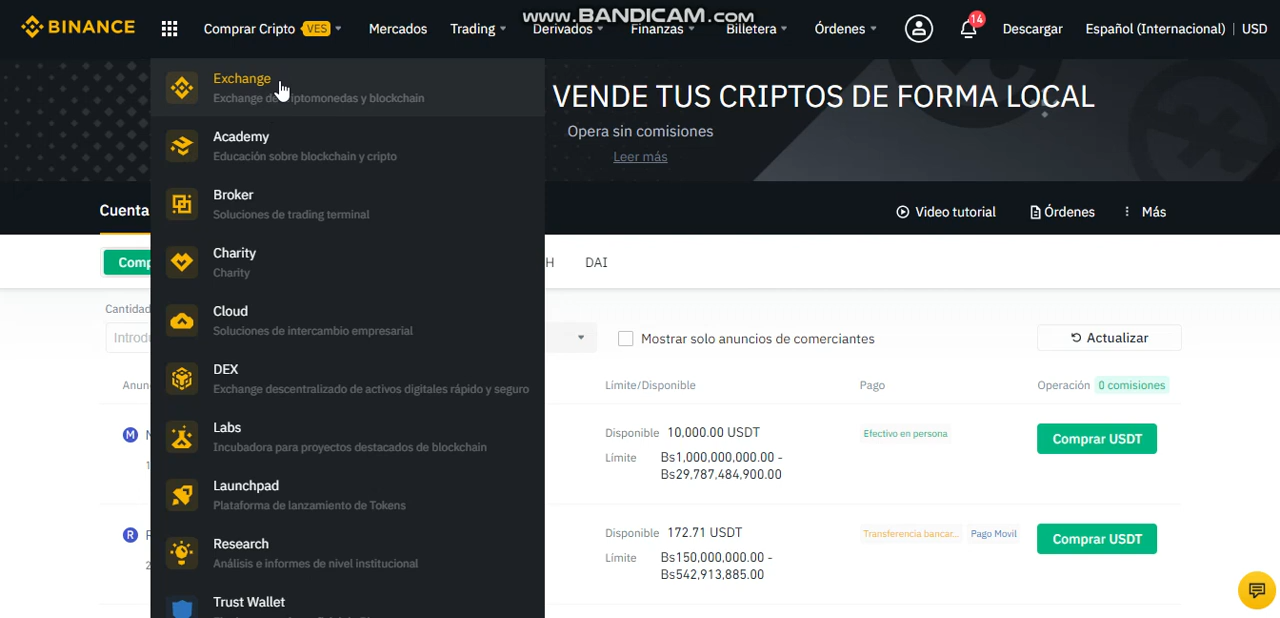 www.BANDICAM.com
BINANCE
Comprar Cripto VES
Mercados
Trading
Derivados
Finanzas
Billetera
Órdenes
14
Descargar
Español (Internacional) | USD
Exchange
Exchange de criptomonedas y blockchain
Academy
Educación sobre blockchain y cripto
Broker
Soluciones de trading terminal
Charity
Charity
Cloud
Soluciones de intercambio empresarial
DEX
Exchange descentralizado de activos digitales rápido y seguro
Labs
Incubadora para proyectos destacados de blockchain
Launchpad
Plataforma de lanzamiento de Tokens
Research
Análisis e informes de nivel institucional
Trust Wallet
VENDE TUS CRIPTOS DE FORMA LOCAL
Opera sin comisiones
Leer más
Cuenta
Video tutorial
Órdenes
Más
Comp
H
DAI
Cantidad
Introdu
Mostrar solo anuncios de comerciantes
Actualizar
Anun
Límite/Disponible
Pago
Operación 0 comisiones
M
Disponible 10,000.00 USDT
Efectivo en persona
Comprar USDT
Límite Bs1,000,000,000.00 -
Bs29,787,484,900.00
R
Disponible 172.71 USDT
Transferencia bancar...
Pago Movil
Comprar USDT
Límite Bs150,000,000.00 -
Bs542,913,885.00